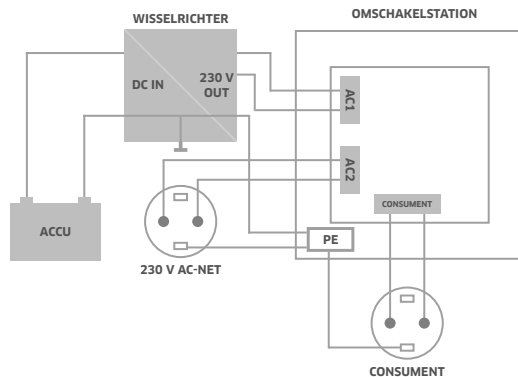 WISSELRICHTER
OMSCHAKELSTATION
DC IN
230 V
OUT
AC1
AC2
CONSUMENT
ACCU
PE
230 V AC-NET
CONSUMENT